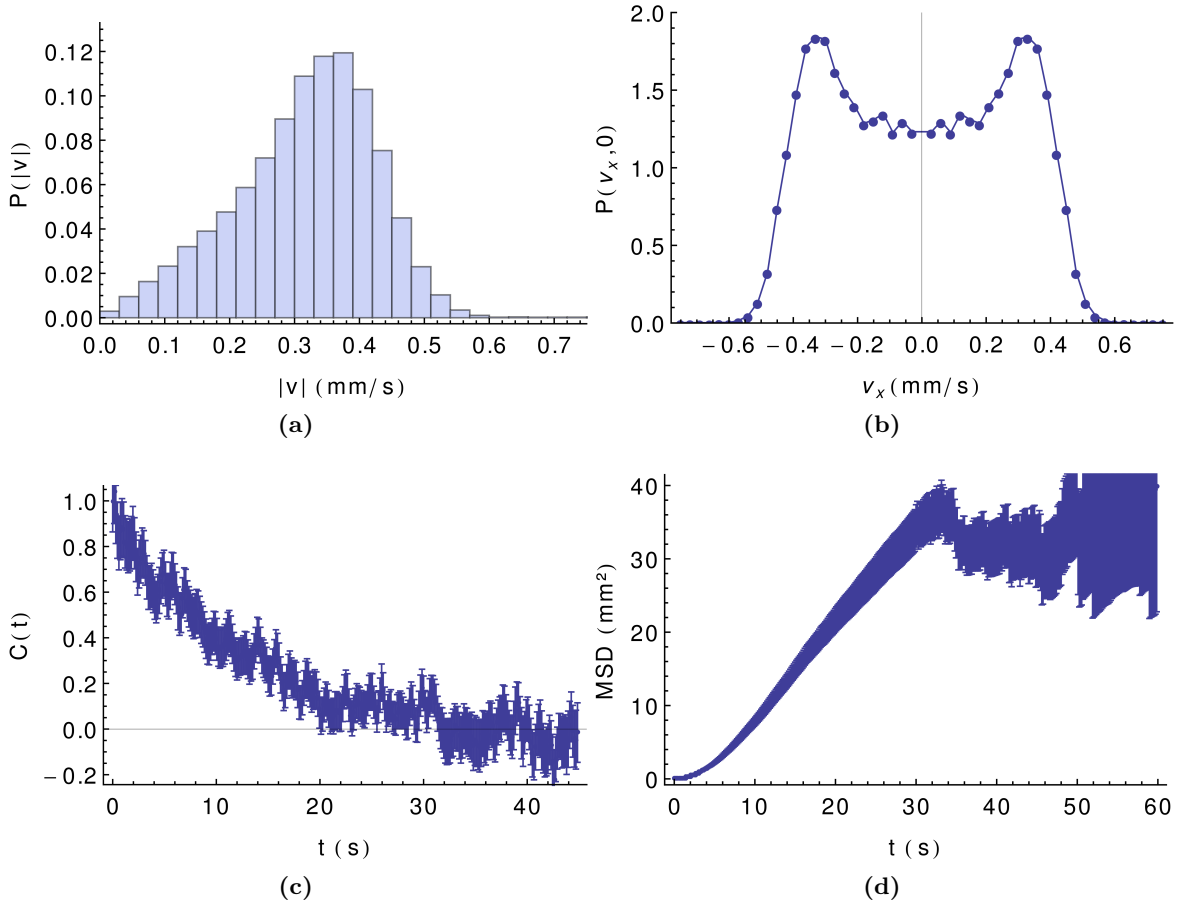 P(|v|)
0.12
0.10
0.08
0.06
0.04
0.02
0.00
0.0 0.1 0.2 0.3 0.4 0.5 0.6 0.7
|v| (mm/s)
(a)
P(vₓ,0)
2.0
1.5
1.0
0.5
0.0
−0.6 −0.4 −0.2 0.0 0.2 0.4 0.6
vₓ(mm/s)
(b)
C(t)
1.0
0.8
0.6
0.4
0.2
0.0
−0.2
0 10 20 30 40
t(s)
(c)
MSD (mm²)
40
30
20
10
0
0 10 20 30 40 50 60
t(s)
(d)